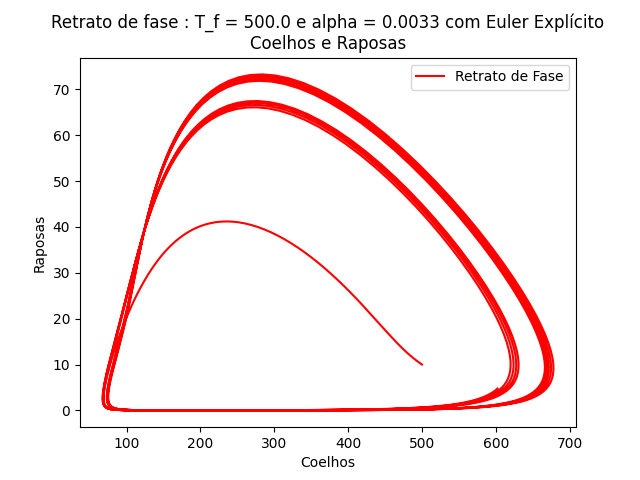 Retrato de fase : T_f = 500.0 e alpha = 0.0033 com Euler Explícito
Coelhos e Raposas
Retrato de Fase
70
60
50
40
30
20
10
0
Raposas
100 200 300 400 500 600 700
Coelhos